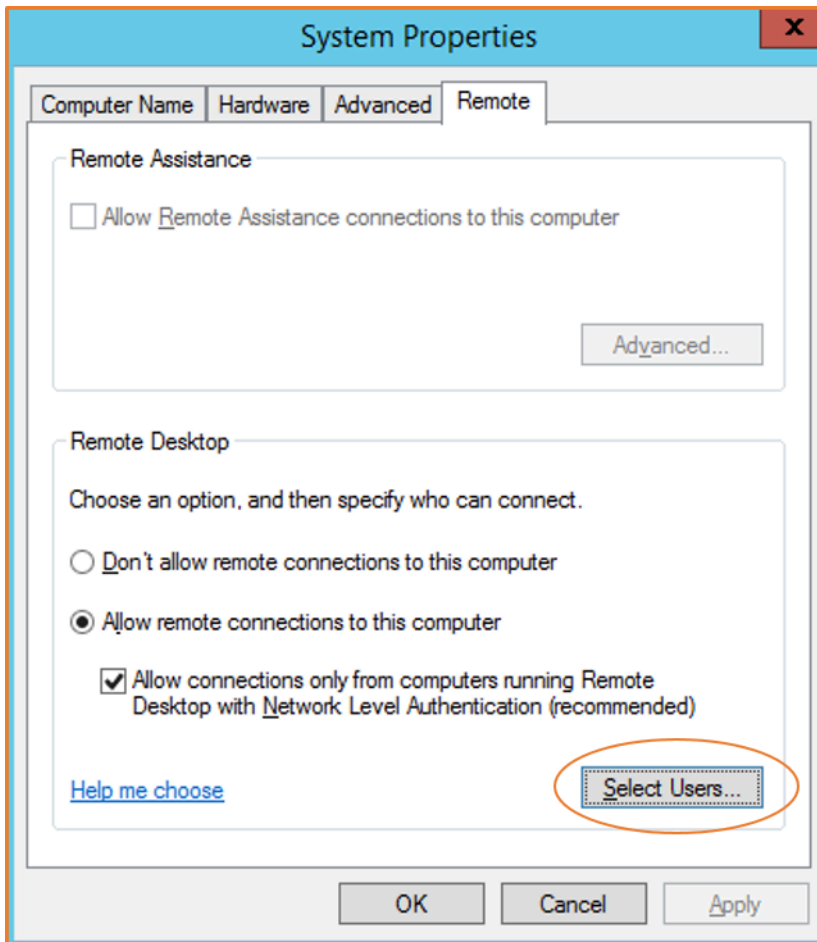 System Properties
x
Computer Name
Hardware
Advanced
Remote
Remote Assistance
Allow Remote Assistance connections to this computer
Advanced...
Remote Desktop
Choose an option, and then specify who can connect.
Don't allow remote connections to this computer
Allow remote connections to this computer
Allow connections only from computers running Remote
Desktop with Network Level Authentication (recommended)
Help me choose
Select Users...
OK
Cancel
Apply